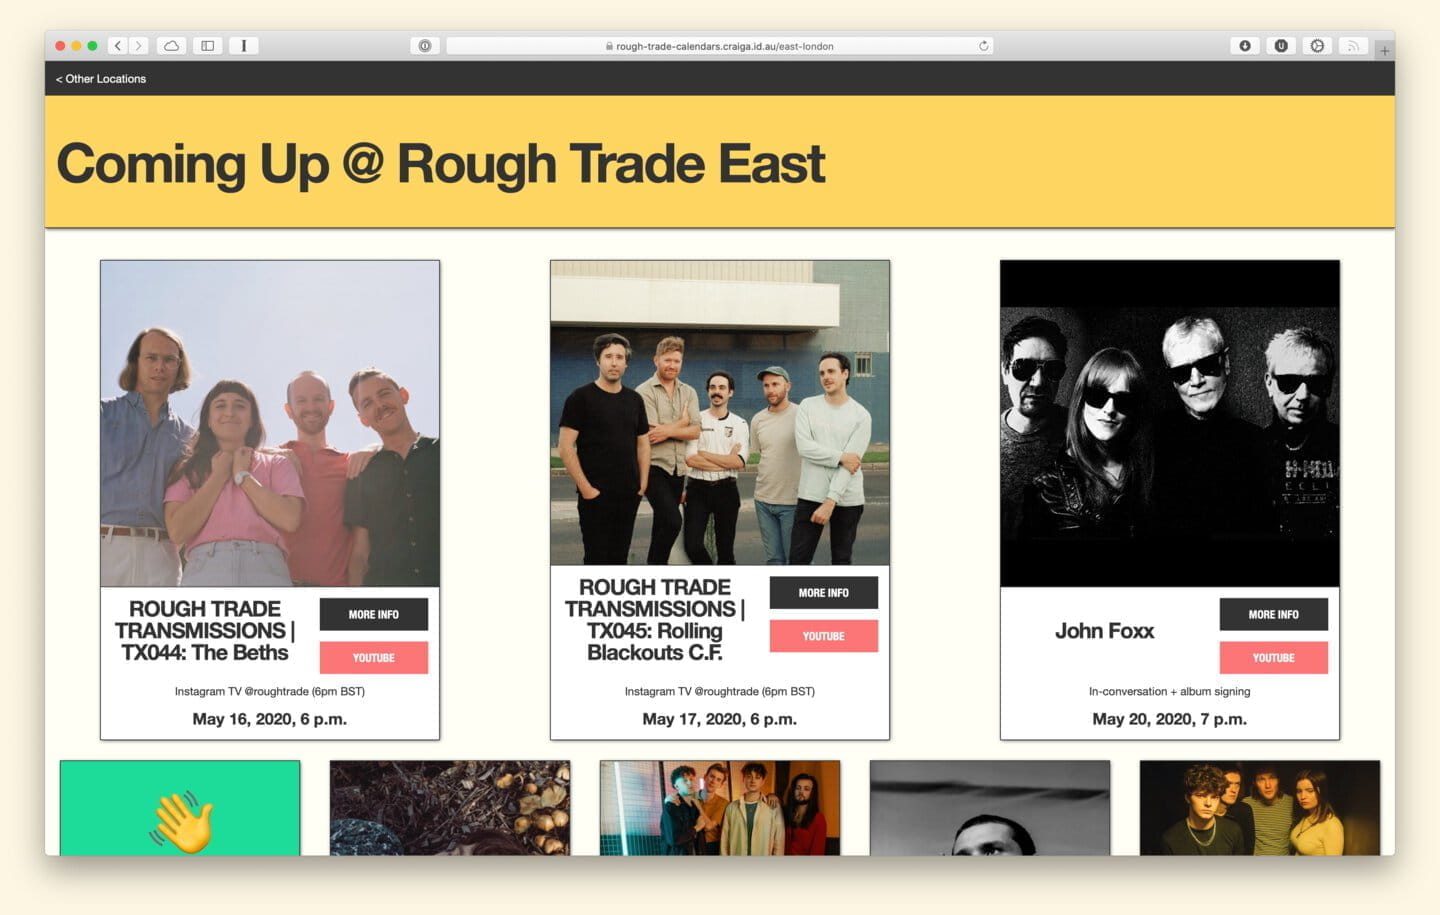 rough-trade-calendars.craiga.id.au/east-london
< Other Locations
Coming Up @ Rough Trade East
ROUGH TRADE
TRANSMISSIONS |
TX044: The Beths
MORE INFO
YOUTUBE
Instagram TV @roughtrade (6pm BST)
May 16, 2020, 6 p.m.
ROUGH TRADE
TRANSMISSIONS |
TX045: Rolling
Blackouts C.F.
MORE INFO
YOUTUBE
Instagram TV @roughtrade (6pm BST)
May 17, 2020, 6 p.m.
John Foxx
MORE INFO
YOUTUBE
In-conversation + album signing
May 20, 2020, 7 p.m.